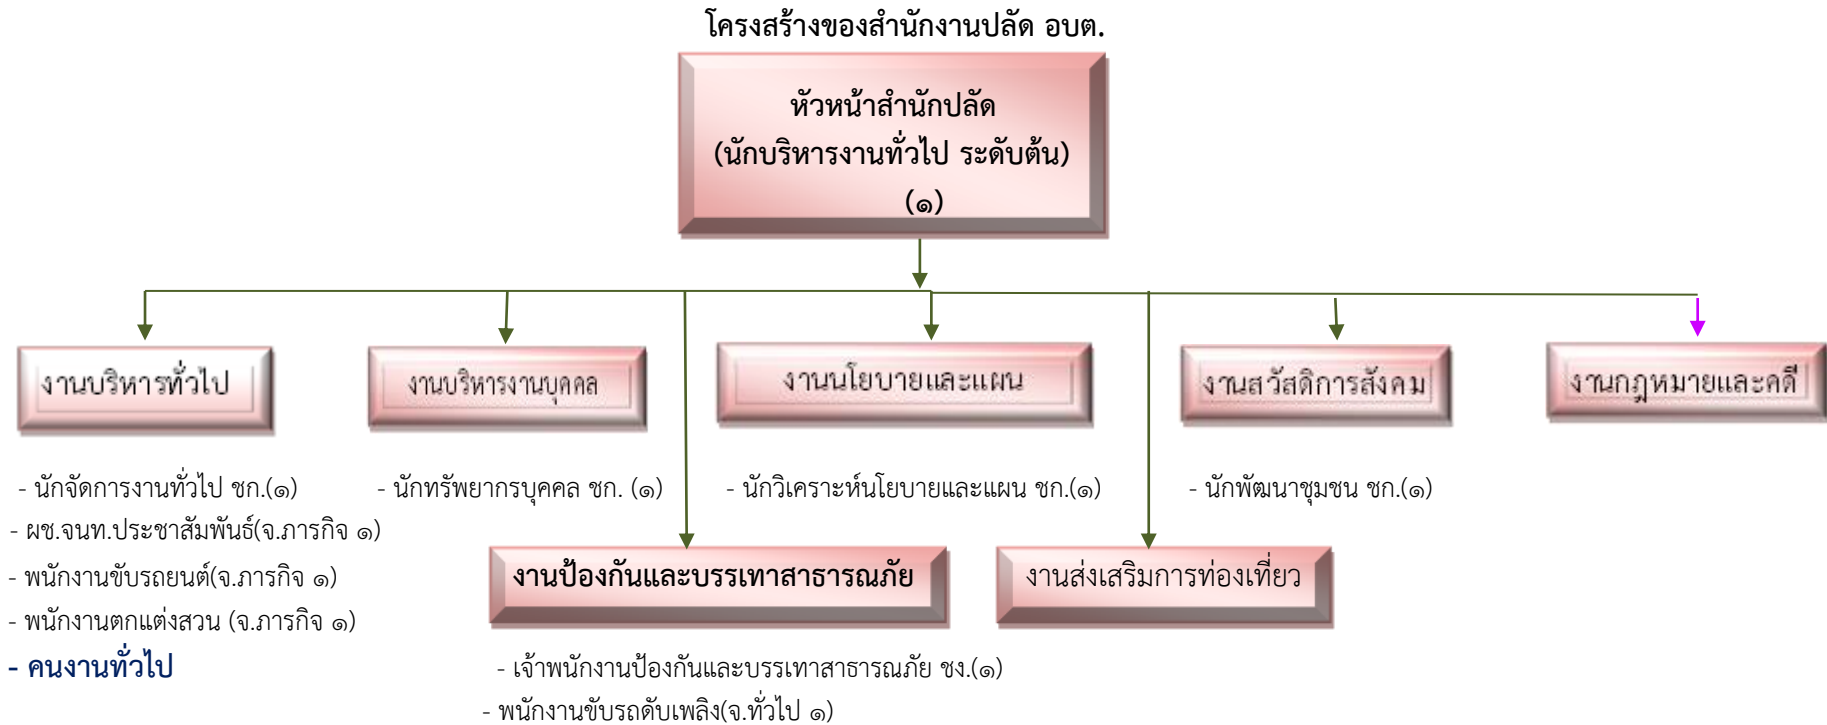 โครงสร้างของสำนักงานปลัด อบต.
หัวหน้าสำนักปลัด
(นักบริหารงานทั่วไป ระดับต้น)
(๑)
งานบริหารทั่วไป
งานบริหารงานบุคคล
งานนโยบายและแผน
งานสวัสดิการสังคม
งานกฎหมายและคดี
- นักจัดการงานทั่วไป ชก.(๑)
- ผช.จนท.ประชาสัมพันธ์(จ.ภารกิจ ๑)
- พนักงานขับรถยนต์(จ.ภารกิจ ๑)
- พนักงานตกแต่งสวน (จ.ภารกิจ ๑)
- คนงานทั่วไป
- นักทรัพยากรบุคคล ชก. (๑)
- นักวิเคราะห์นโยบายและแผน ชก.(๑)
- นักพัฒนาชุมชน ชก.(๑)
งานป้องกันและบรรเทาสาธารณภัย
- เจ้าพนักงานป้องกันและบรรเทาสาธารณภัย ชง.(๑)
- พนักงานขับรถดับเพลิง(จ.ทั่วไป ๑)
งานส่งเสริมการท่องเที่ยว